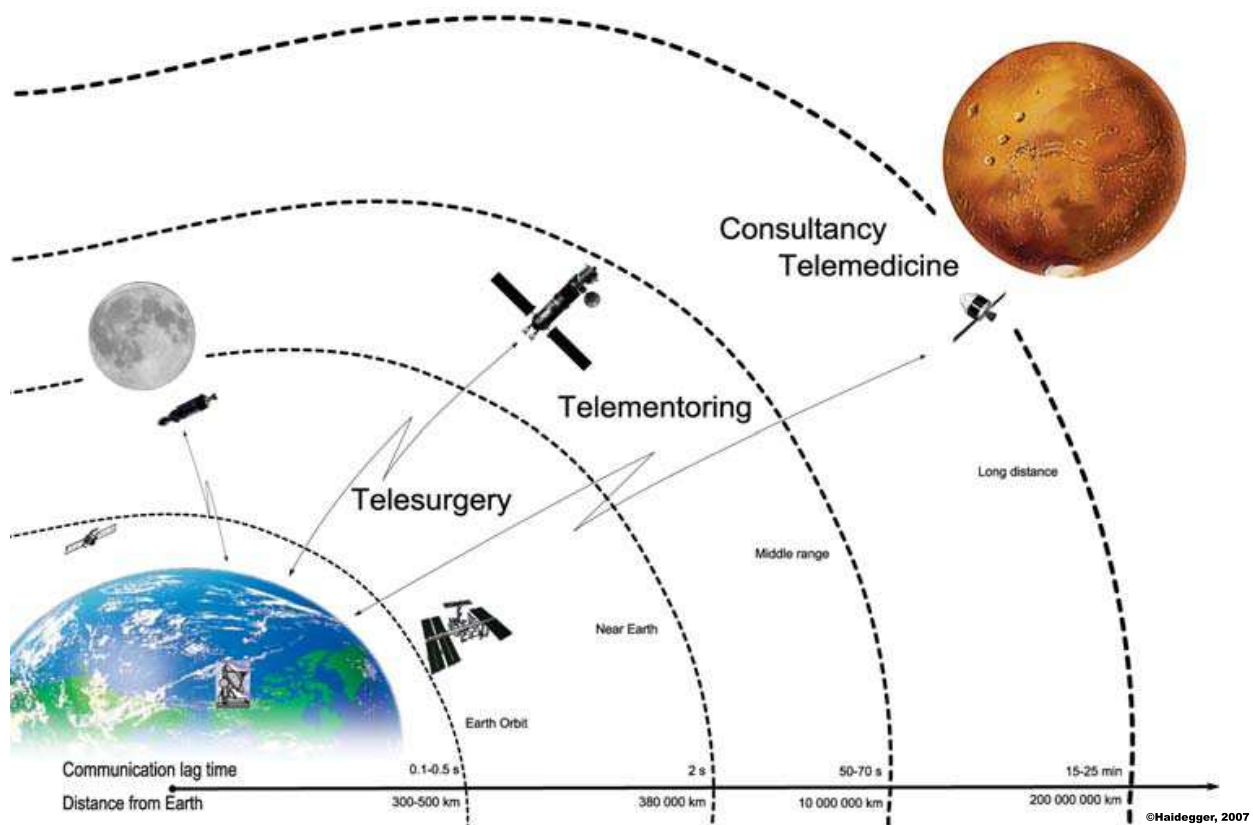 Consultancy
Telemedicine
Telementoring
Long distance
Telesurgery
Middle range
Near Earth
Earth Orbit
Communication lag time 0.1-0.5 s 2 s 50-70 s 15-25 min
Distance from Earth 300-500 km 380 000 km 10 000 000 km 200 000 000 km
©Haidegger, 2007